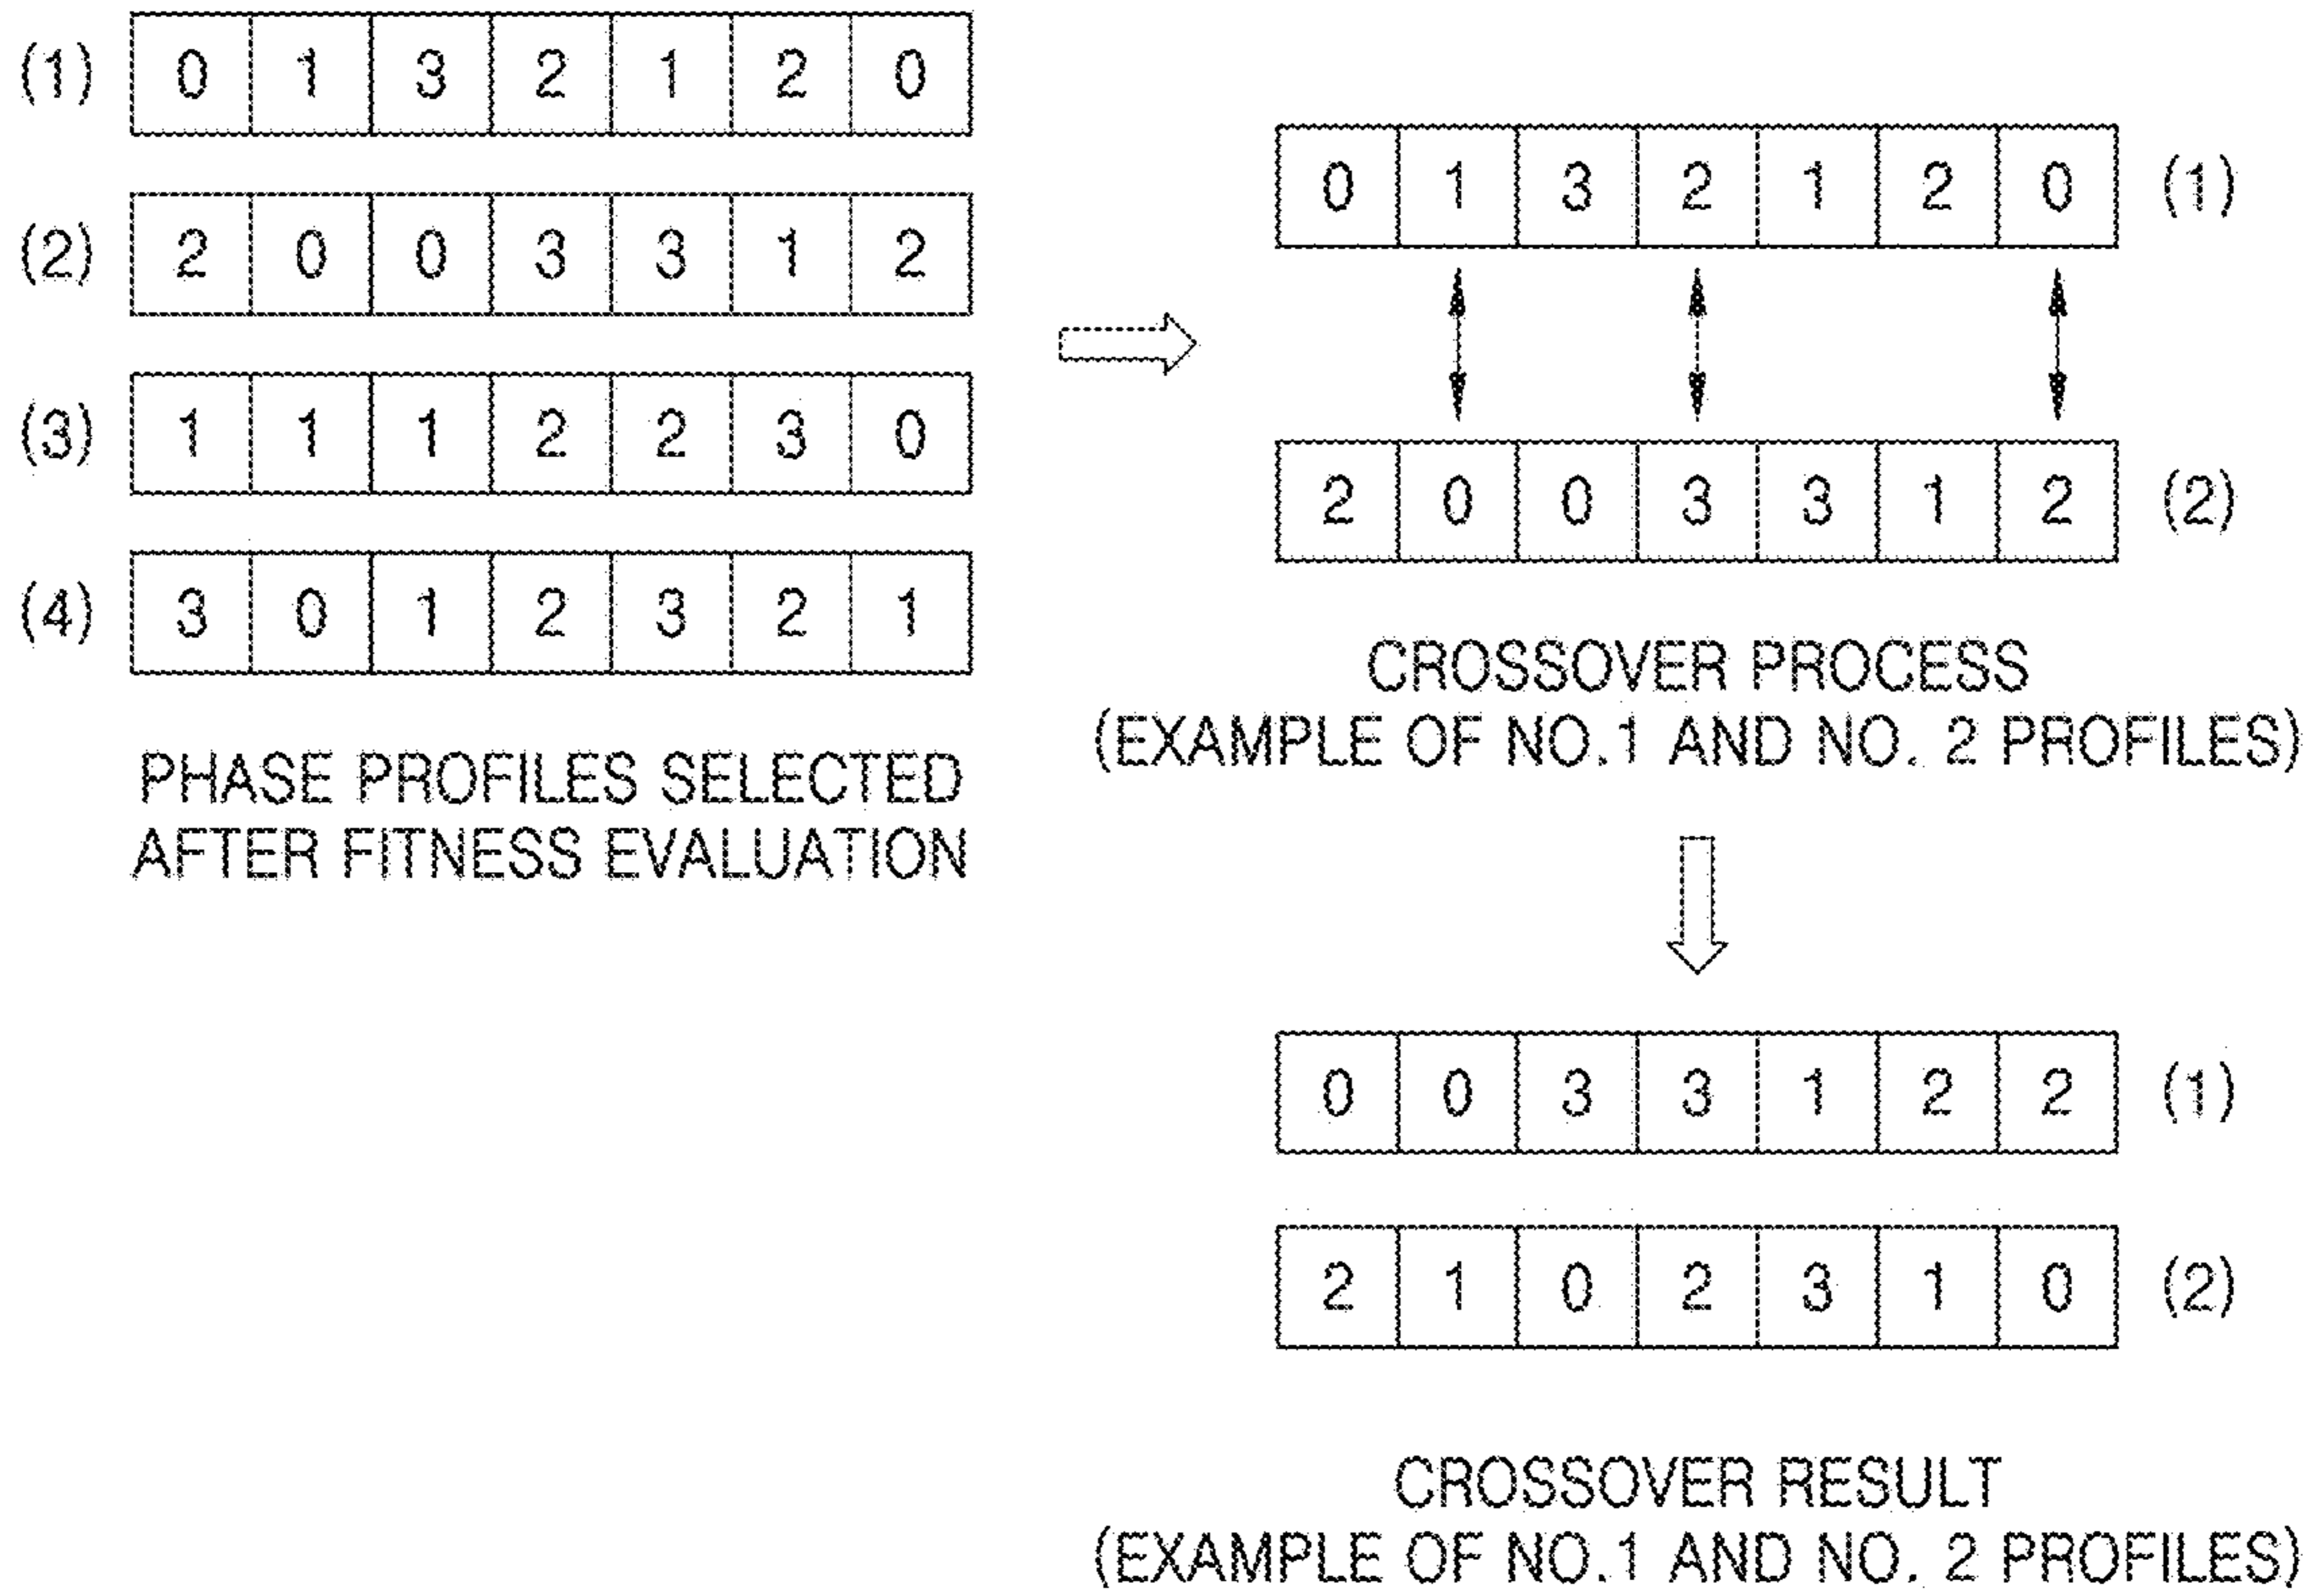 (1) 0 1 3 2 1 2 0
(2) 2 0 0 3 3 1 2
(3) 1 1 1 2 2 3 0
(4) 3 0 1 2 3 2 1
PHASE PROFILES SELECTED
AFTER FITNESS EVALUATION
0 1 3 2 1 2 0 (1)
2 0 0 3 3 1 2 (2)
CROSSOVER PROCESS
(EXAMPLE OF NO.1 AND NO. 2 PROFILES)
0 0 3 3 1 2 2 (1)
2 1 0 2 3 1 0 (2)
CROSSOVER RESULT
(EXAMPLE OF NO.1 AND NO. 2 PROFILES)